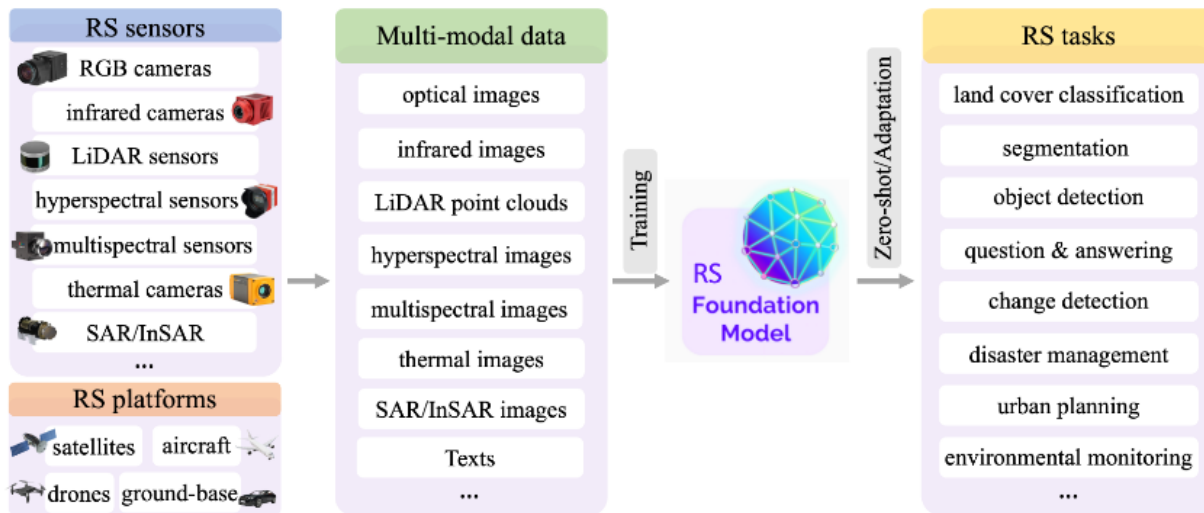 RS sensors
RGB cameras
infrared cameras
LiDAR sensors
hyperspectral sensors
multispectral sensors
thermal cameras
SAR/InSAR
...
RS platforms
satellites
aircraft
drones
ground-base
Multi-modal data
optical images
infrared images
LiDAR point clouds
hyperspectral images
multispectral images
thermal images
SAR/InSAR images
Texts
...
Training
RS
Foundation
Model
Zero-shot/Adaptation
RS tasks
land cover classification
segmentation
object detection
question & answering
change detection
disaster management
urban planning
environmental monitoring
...